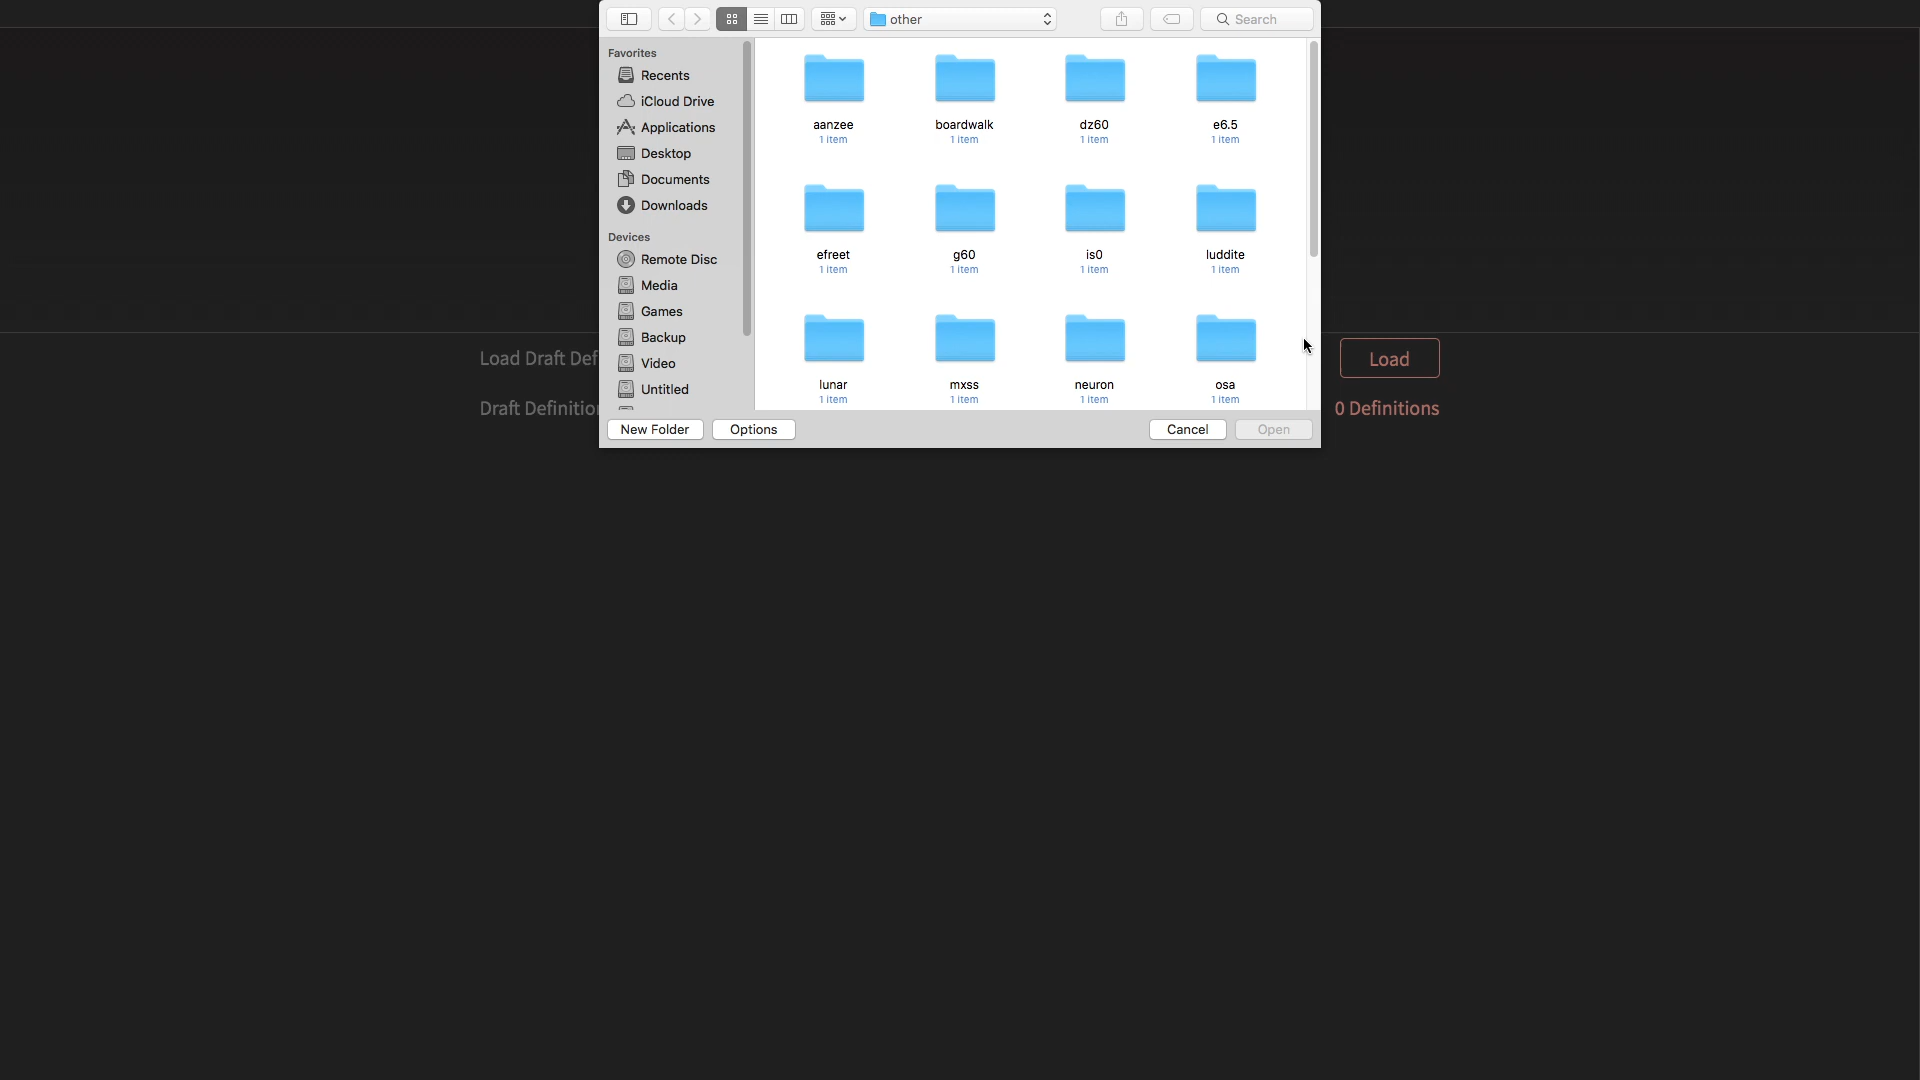 other
Search
Favorites
Recents
iCloud Drive
Applications
Desktop
Documents
Downloads
Devices
Remote Disc
Media
Games
Backup
Video
Untitled
aanzee
1 item
boardwalk
1 item
dz60
1 item
e6.5
1 item
efreet
1 item
g60
1 item
is0
1 item
luddite
1 item
lunar
1 item
mxss
1 item
neuron
1 item
osa
1 item
New Folder
Options
Cancel
Open
Load Draft Def
Load
Draft Definition
0 Definitions